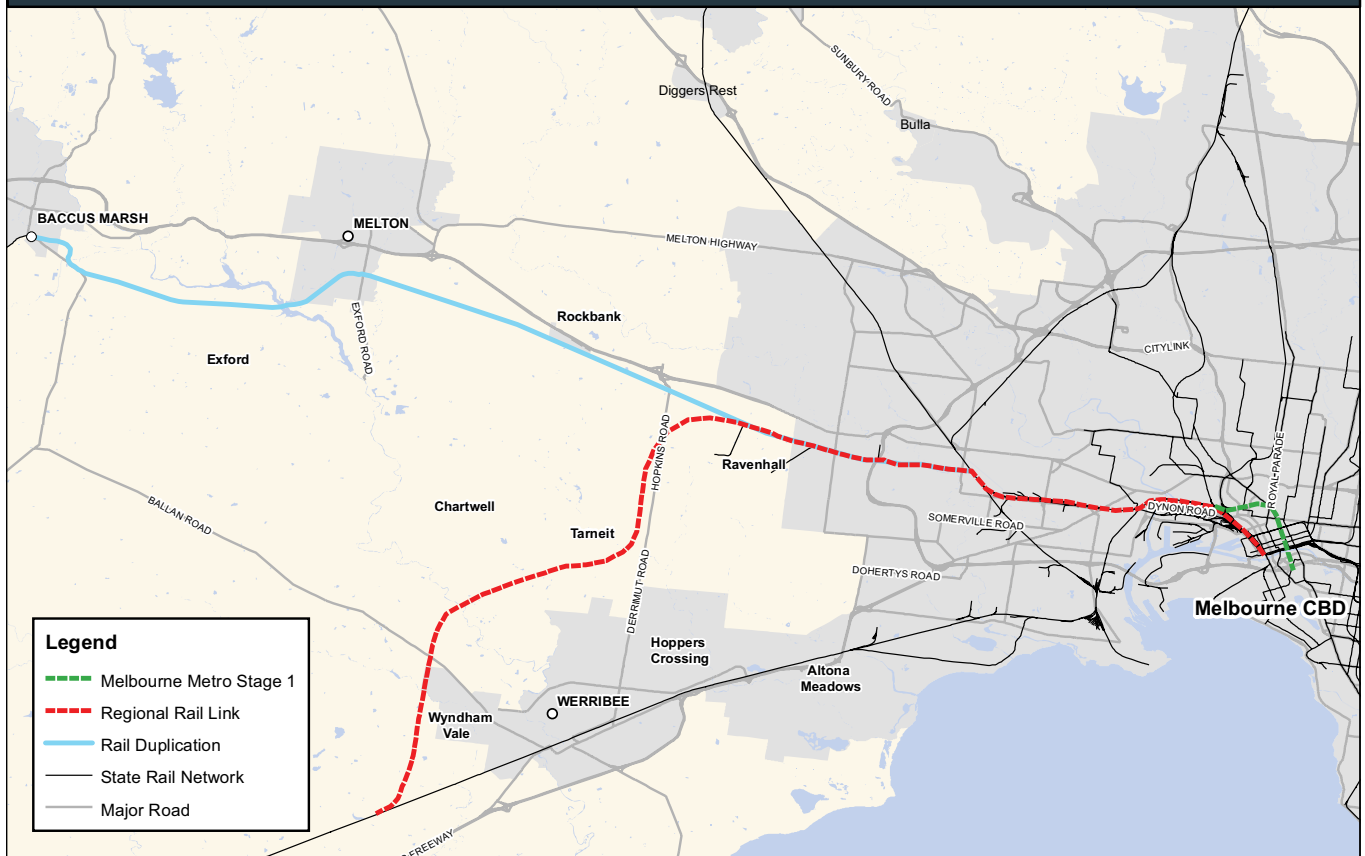 Diggers Rest
SUNBURY ROAD
Bulla
BACCUS MARSH
MELTON
MELTON HIGHWAY
Rockbank
EXFORD ROAD
Exford
CITYLINK
HOPKINS ROAD
Ravenhall
ROYAL PARADE
Chartwell
BALLAN ROAD
Tarneit
SOMERVILLE ROAD
DYNON ROAD
DERRIMUT ROAD
DOHERTYS ROAD
Melbourne CBD
Hoppers
Crossing
Altona
Meadows
WERRIBEE
Wyndham
Vale
Legend
Melbourne Metro Stage 1
Regional Rail Link
Rail Duplication
State Rail Network
Major Road
FREEWAY